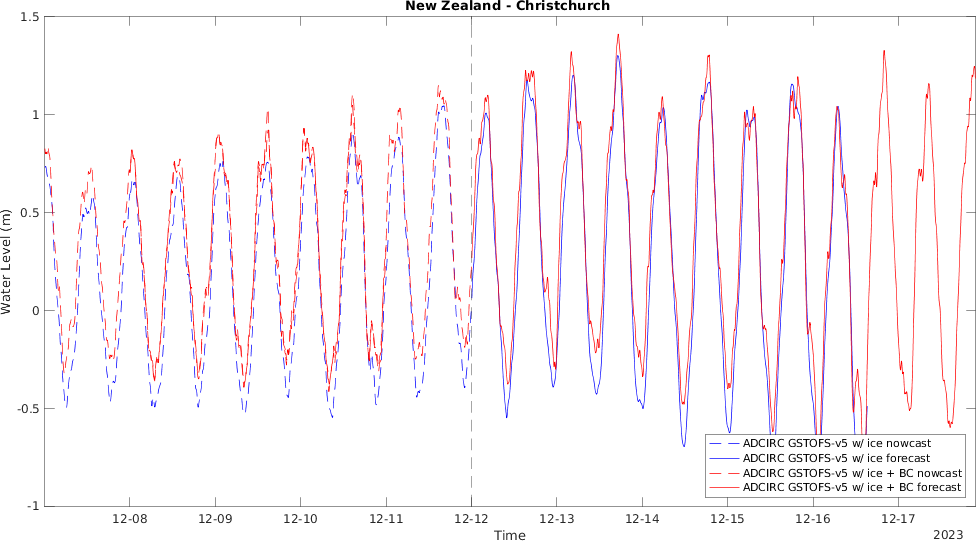 New Zealand - Christchurch
1.5
1
0.5
0
-0.5
-1
Water Level (m)
12-08
12-09
12-10
12-11
12-12
12-13
12-14
12-15
12-16
12-17
Time
2023
ADCIRC GSTOFS-v5 w/ ice nowcast
ADCIRC GSTOFS-v5 w/ ice forecast
ADCIRC GSTOFS-v5 w/ ice + BC nowcast
ADCIRC GSTOFS-v5 w/ ice + BC forecast